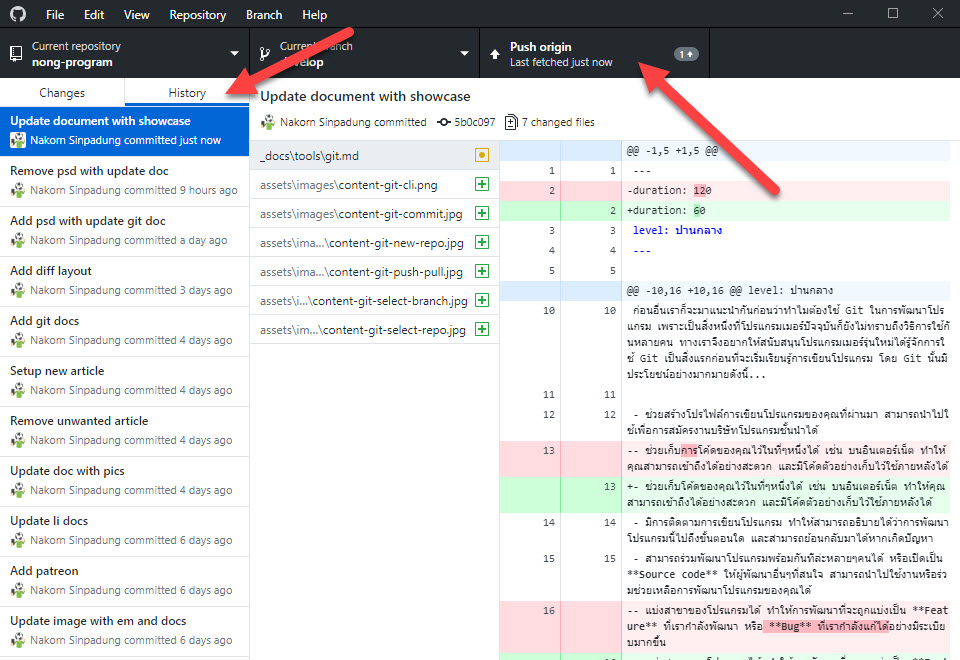 File Edit View Repository Branch Help
Current repository
nong-program
Current branch
develop
Push origin
Last fetched just now
1
Changes
History
Update document with showcase
Nakorn Sinpadung committed just now
Remove psd with update doc
Nakorn Sinpadung committed 9 hours ago
Add psd with update git doc
Nakorn Sinpadung committed a day ago
Add diff layout
Nakorn Sinpadung committed 3 days ago
Add git docs
Nakorn Sinpadung committed 4 days ago
Setup new article
Nakorn Sinpadung committed 4 days ago
Remove unwanted article
Nakorn Sinpadung committed 4 days ago
Update doc with pics
Nakorn Sinpadung committed 4 days ago
Update li docs
Nakorn Sinpadung committed 6 days ago
Add patreon
Nakorn Sinpadung committed 6 days ago
Update image with em and docs
Nakorn Sinpadung committed 6 days ago
Update document with showcase
Nakorn Sinpadung committed 5b0c097 7 changed files
_docs\tools\git.md
assets\images\content-git-cli.png
assets\images\content-git-commit.jpg
assets\ima...\content-git-new-repo.jpg
assets\ima...\content-git-push-pull.jpg
assets\i...\content-git-select-branch.jpg
assets\im...\content-git-select-repo.jpg
@@ -1,5 +1,5 @@
1 1 ---
2 -duration: 120
2 +duration: 60
3 3 level: ปานกลาง
4 4 ---
5 5
@@ -10,16 +10,16 @@ level: ปานกลาง
10 10 ก่อนอื่นเราก็จะมาแนะนำกันก่อนว่าทำไมต้องใช้ Git ในการพัฒนาโปร
แกรม เพราะเป็นสิ่งหนึ่งที่โปรแกรมเมอร์ปัจจุบันก็ยังไม่ทราบถึงวิธีการใช้กั
นหลายคน ทางเราจึงอยากให้สนับสนุนโปรแกรมเมอร์รุ่นใหม่ได้รู้จักการใ
ช้ Git เป็นสิ่งแรกก่อนที่จะเริ่มเรียนรู้การเขียนโปรแกรม โดย Git นั้นมี
ประโยชน์อย่างมากมายดังนี้...
11 11
12 12 - ช่วยสร้างโปรไฟล์การเขียนโปรแกรมของคุณที่ผ่านมา สามารถนำไปใ
ช้เพื่อการสมัครงานบริษัทโปรแกรมชั้นนำได้
13 -- ช่วยเก็บการโค้ดของคุณไว้ในที่ๆหนึ่งได้ เช่น บนอินเตอร์เน็ต ทำให้
คุณสามารถเข้าถึงได้อย่างสะดวก และมีโค้ดตัวอย่างเก็บไว้ใช้ภายหลังได้
13 +- ช่วยเก็บโค้ดของคุณไว้ในที่ๆหนึ่งได้ เช่น บนอินเตอร์เน็ต ทำให้คุณ
สามารถเข้าถึงได้อย่างสะดวก และมีโค้ดตัวอย่างเก็บไว้ใช้ภายหลังได้
14 14 - มีการติดตามการเขียนโปรแกรม ทำให้สามารถอธิบายได้ว่าการพัฒนา
โปรแกรมนี้ไปถึงขั้นตอนใด และสามารถย้อนกลับมาได้หากเกิดปัญหา
15 15 - สามารถร่วมพัฒนาโปรแกรมพร้อมกันทีล่ะหลายๆคนได้ หรือเปิดเป็น
**Source code** ให้ผู้พัฒนาอื่นๆที่สนใจ สามารถนำไปใช้งานหรือร่ว
มช่วยเหลือการพัฒนาโปรแกรมของคุณได้
16 -- แบ่งสาขาของโปรแกรมได้ ทำให้การพัฒนาที่จะถูกแบ่งเป็น **Feat
ure** ที่เรากำลังพัฒนา หรือ **Bug** ที่เรากำลังแก้ได้อย่างมีระเบีย
บมากขึ้น